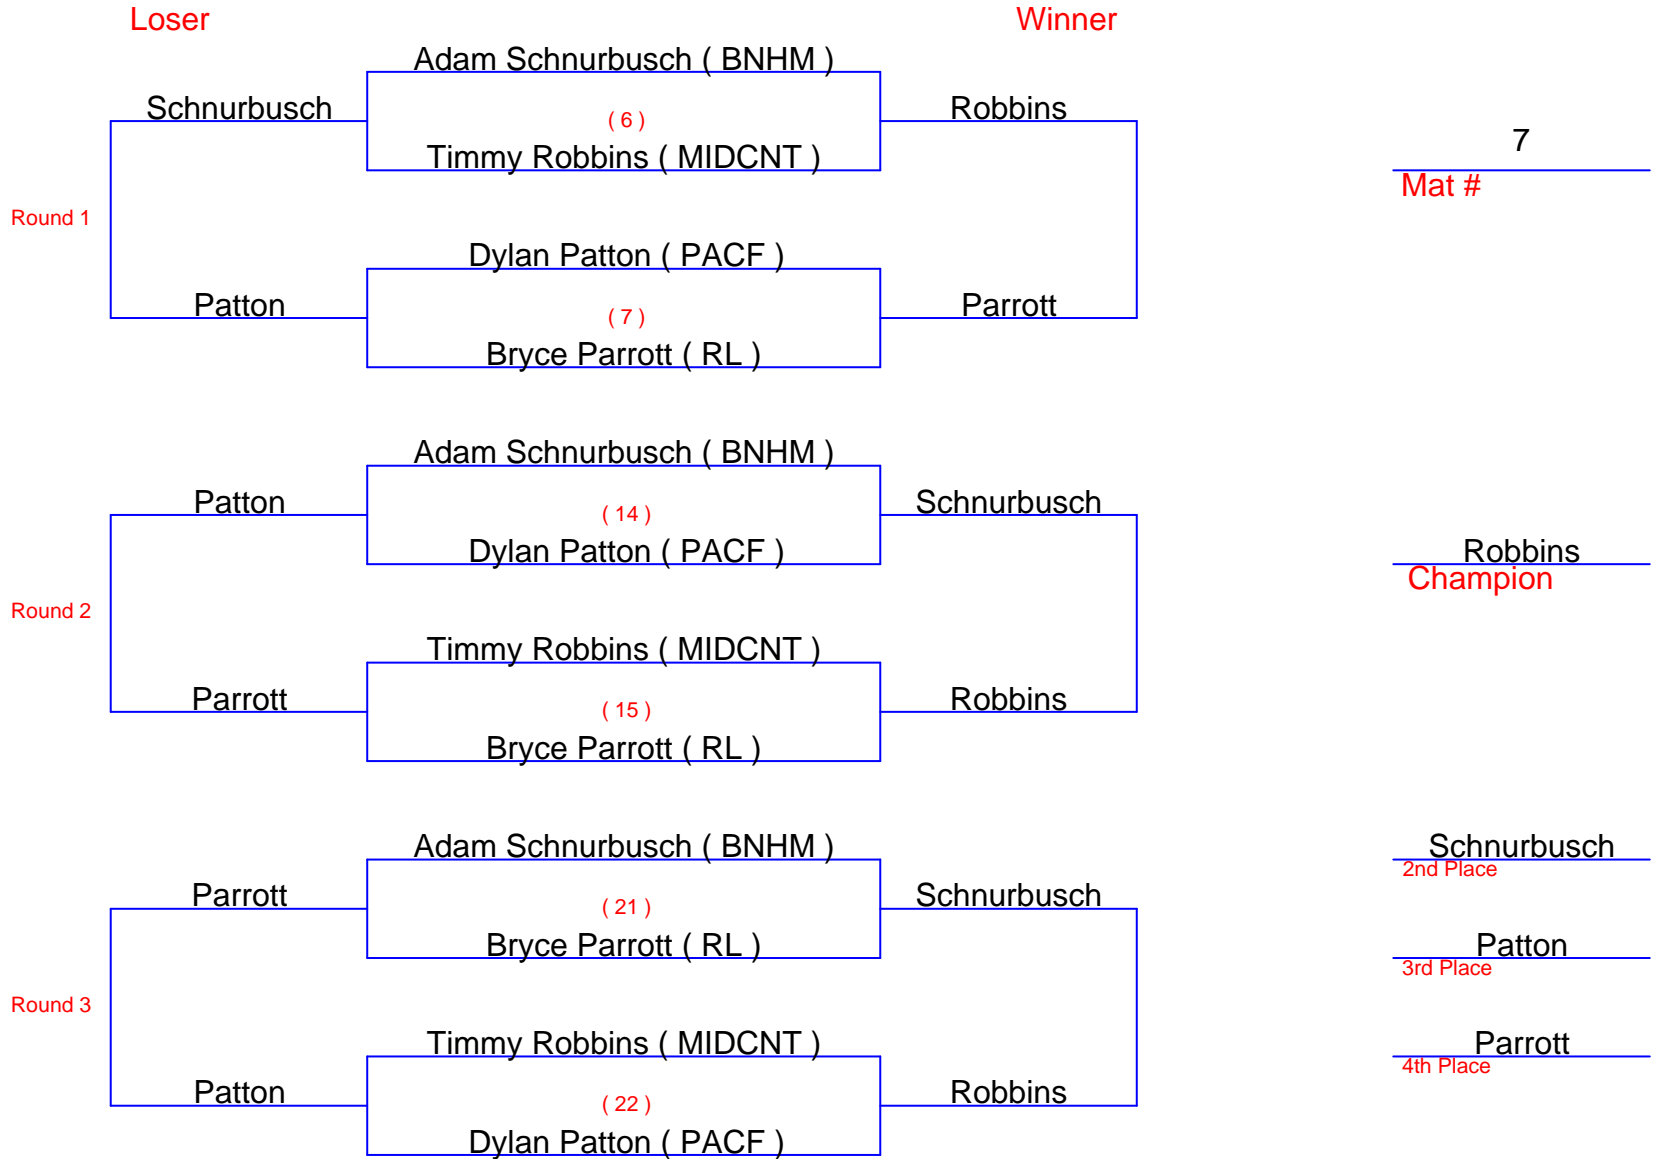 Loser
Winner
Adam Schnurbusch ( BNHM )
Schnurbusch
( 6 )
Robbins
Timmy Robbins ( MIDCNT )
7
Mat #
Round 1
Dylan Patton ( PACF )
Patton
( 7 )
Parrott
Bryce Parrott ( RL )
Adam Schnurbusch ( BNHM )
Patton
( 14 )
Schnurbusch
Dylan Patton ( PACF )
Robbins
Champion
Round 2
Timmy Robbins ( MIDCNT )
Parrott
( 15 )
Robbins
Bryce Parrott ( RL )
Adam Schnurbusch ( BNHM )
Schnurbusch
2nd Place
Parrott
( 21 )
Schnurbusch
Bryce Parrott ( RL )
Patton
3rd Place
Round 3
Timmy Robbins ( MIDCNT )
Parrott
4th Place
Patton
( 22 )
Robbins
Dylan Patton ( PACF )